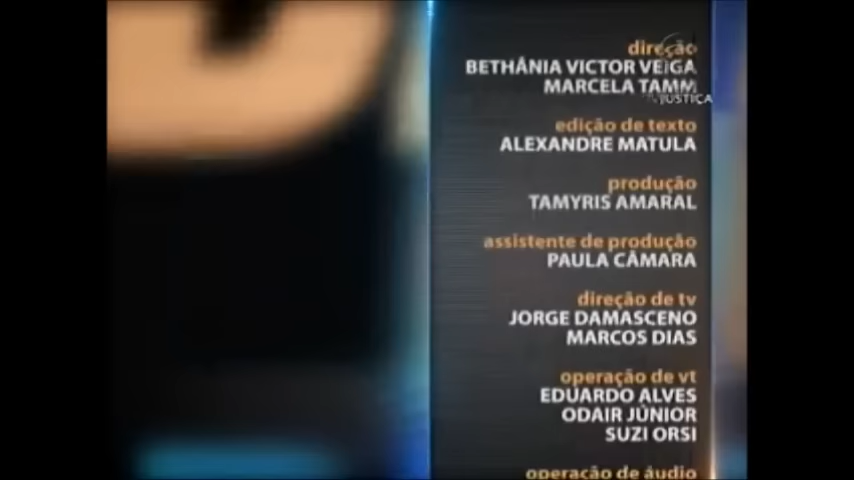 direção
BETHÂNIA VICTOR VEIGA
MARCELA TAMM
JUSTIÇA
edição de texto
ALEXANDRE MATULA
produção
TAMYRIS AMARAL
assistente de produção
PAULA CÂMARA
direção de tv
JORGE DAMASCENO
MARCOS DIAS
operação de vt
EDUARDO ALVES
ODAIR JÚNIOR
SUZI ORSI
operação de áudio